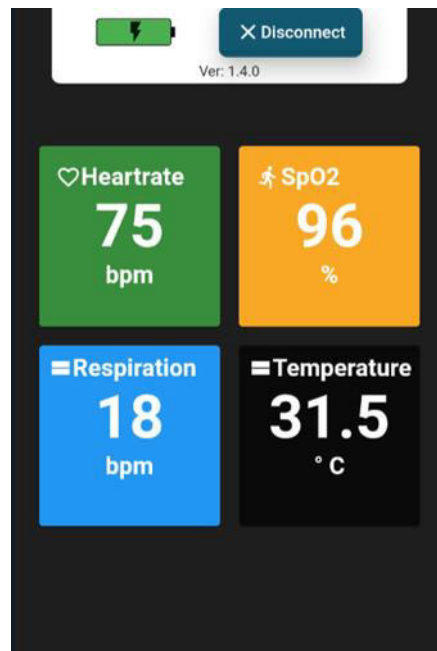 Disconnect
Ver: 1.4.0
Heartrate
75
bpm
SpO2
96
%
Respiration
18
bpm
Temperature
31.5
° C